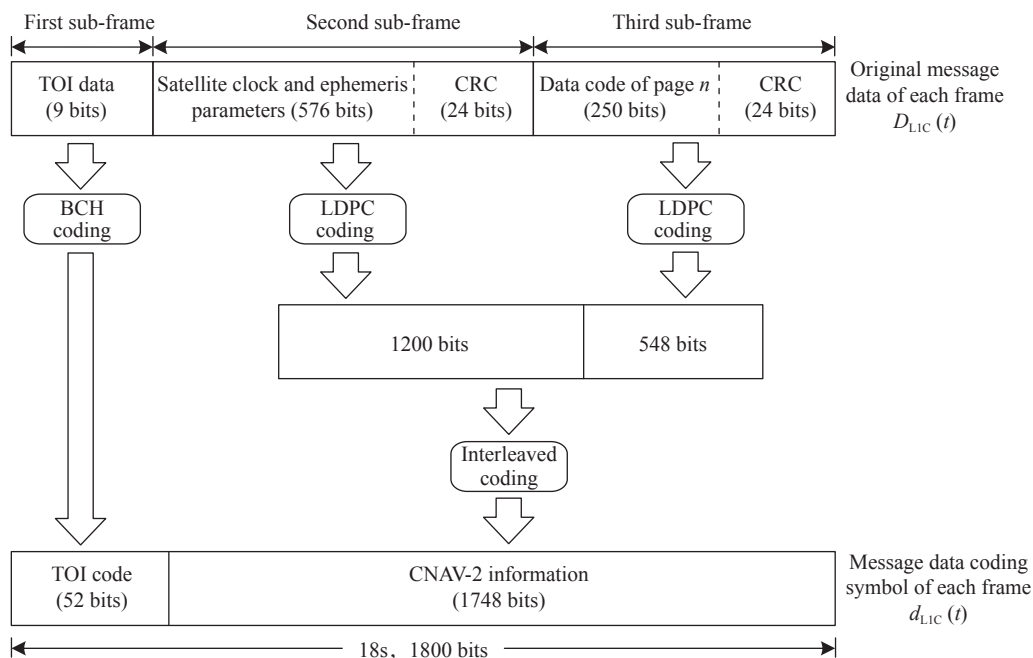 First sub-frame
Second sub-frame
Third sub-frame
TOI data
(9 bits)
Satellite clock and ephemeris
parameters (576 bits)
CRC
(24 bits)
Data code of page n
(250 bits)
CRC
(24 bits)
Original message
data of each frame
D_L1C (t)
BCH
coding
LDPC
coding
LDPC
coding
1200 bits
548 bits
Interleaved
coding
TOI code
(52 bits)
CNAV-2 information
(1748 bits)
Message data coding
symbol of each frame
d_L1C (t)
18s, 1800 bits